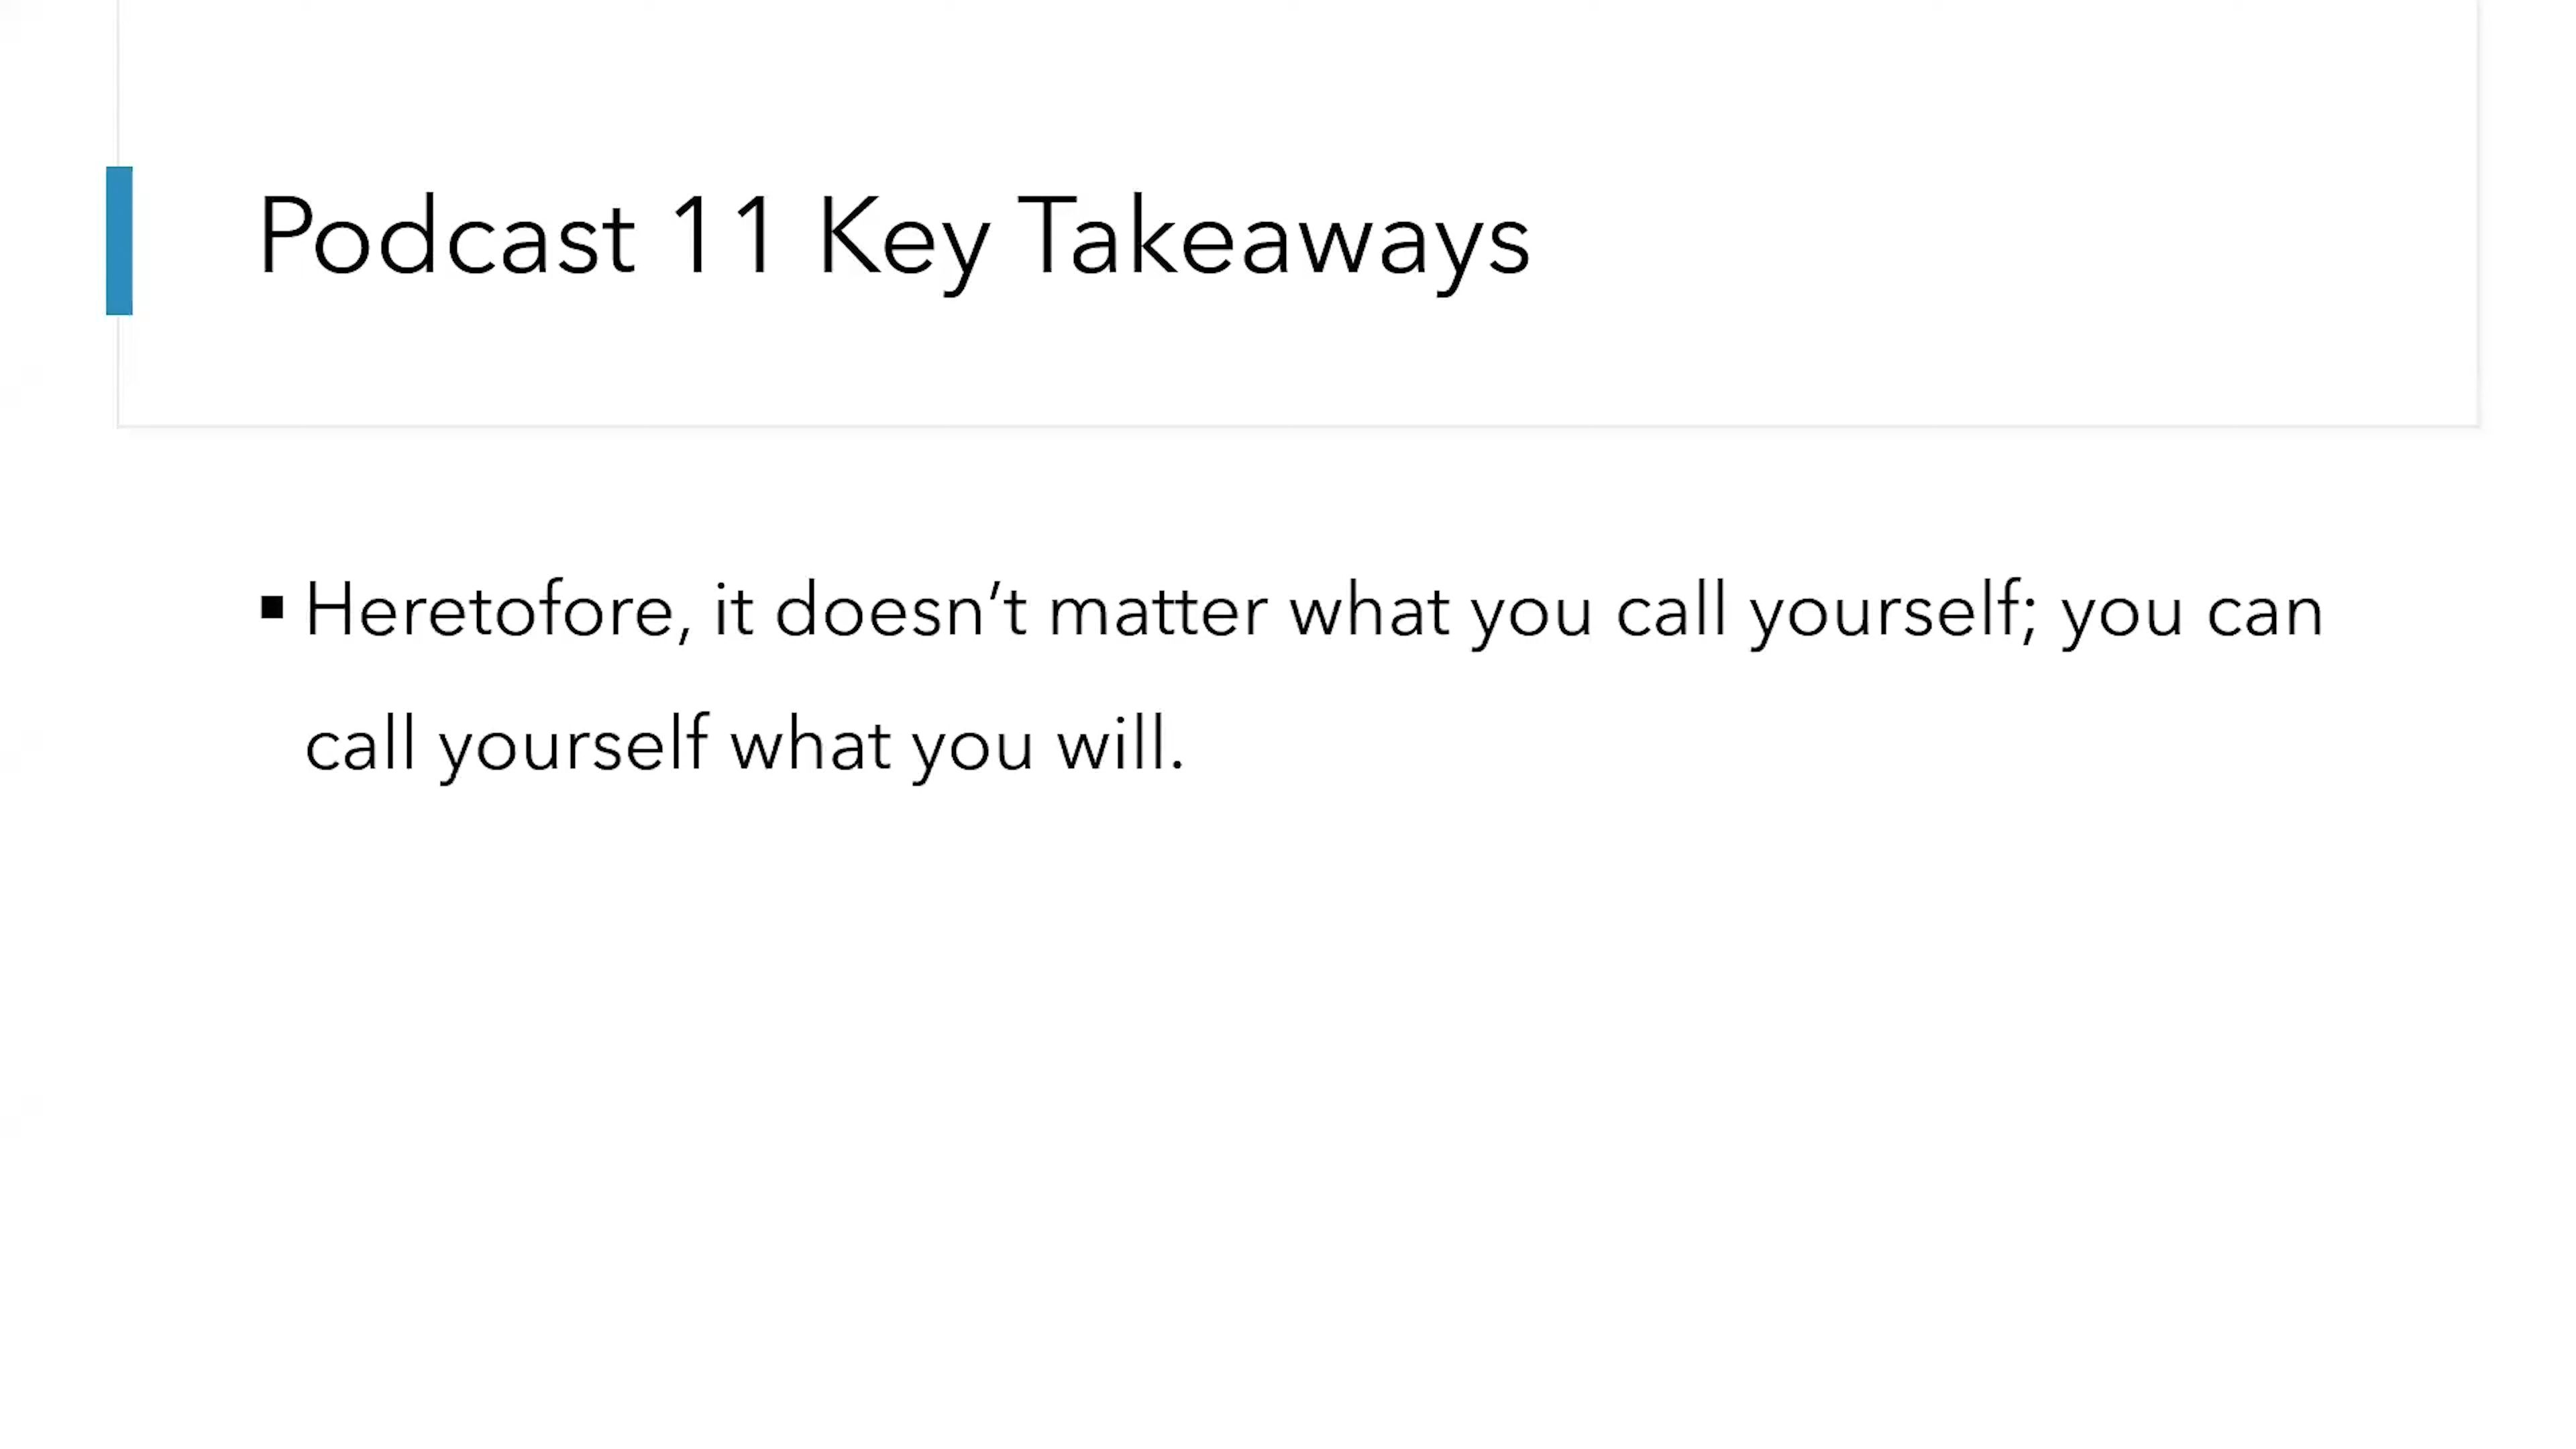 Podcast 11 Key Takeaways
▪ Heretofore, it doesn’t matter what you call yourself; you can
call yourself what you will.